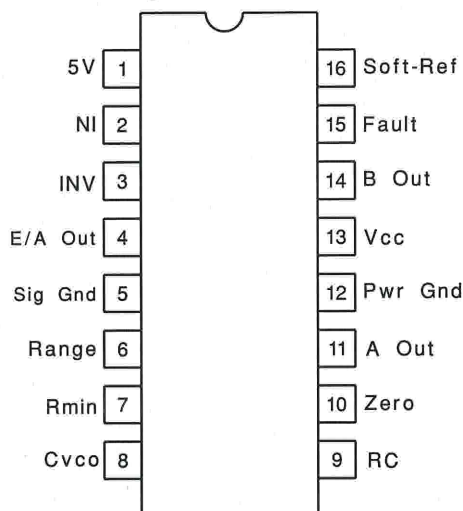 5V 1 16 Soft-Ref
NI 2 15 Fault
INV 3 14 B Out
E/A Out 4 13 Vcc
Sig Gnd 5 12 Pwr Gnd
Range 6 11 A Out
Rmin 7 10 Zero
Cvco 8 9 RC